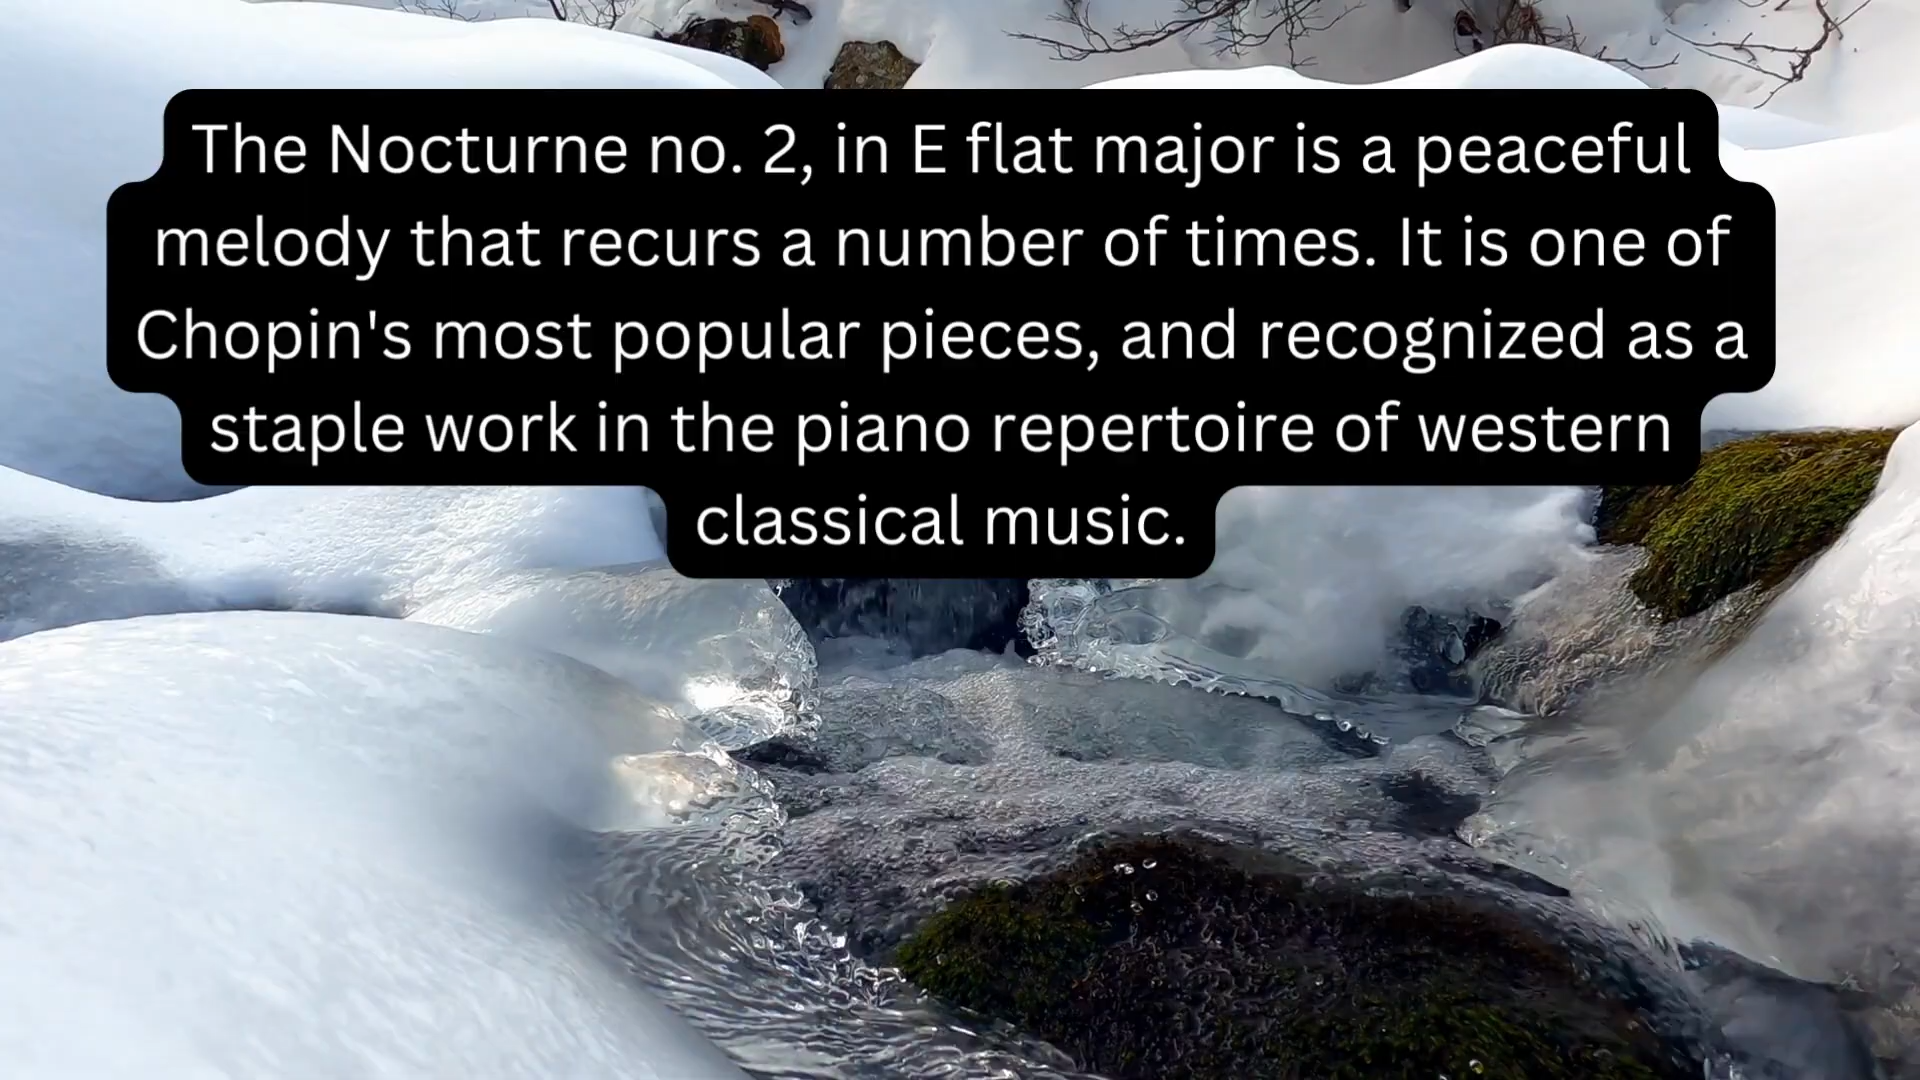 The Nocturne no. 2, in E flat major is a peaceful
melody that recurs a number of times. It is one of
Chopin's most popular pieces, and recognized as a
staple work in the piano repertoire of western
classical music.